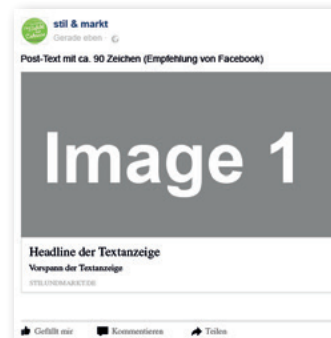 stil & markt
Gerade eben
Post-Text mit ca. 90 Zeichen (Empfehlung von Facebook)
Image 1
Headline der Textanzeige
Vorspann der Textanzeige
STILUNDMARKT.DE
Gefällt mir
Kommentieren
Teilen